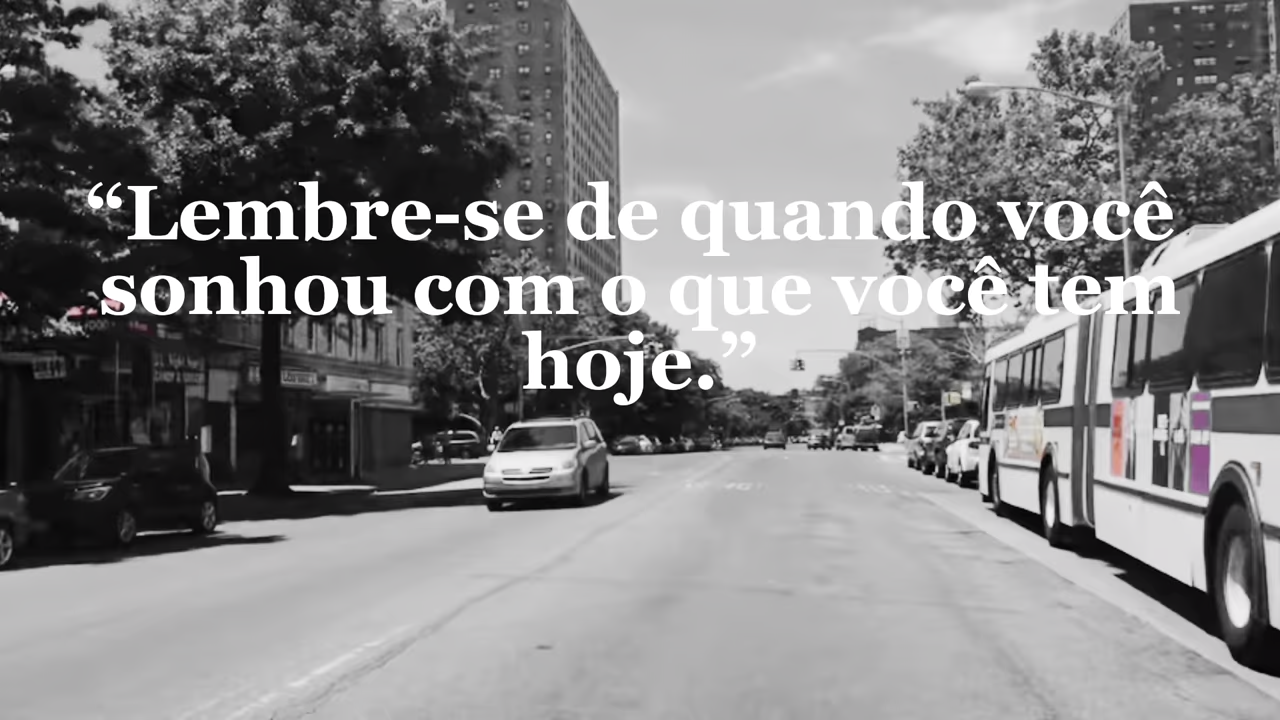 “Lembre-se de quando você
sonhou com o que você tem
hoje.”